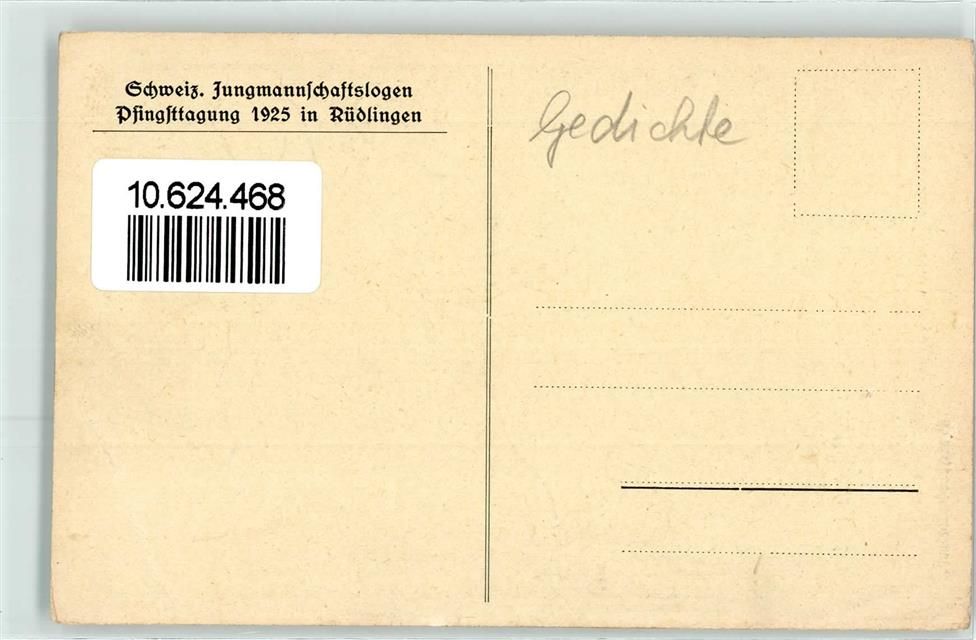 Schweiz. Jungmannschaftslogen
Pfingsttagung 1925 in Rüdlingen
10.624.468
Gedichte